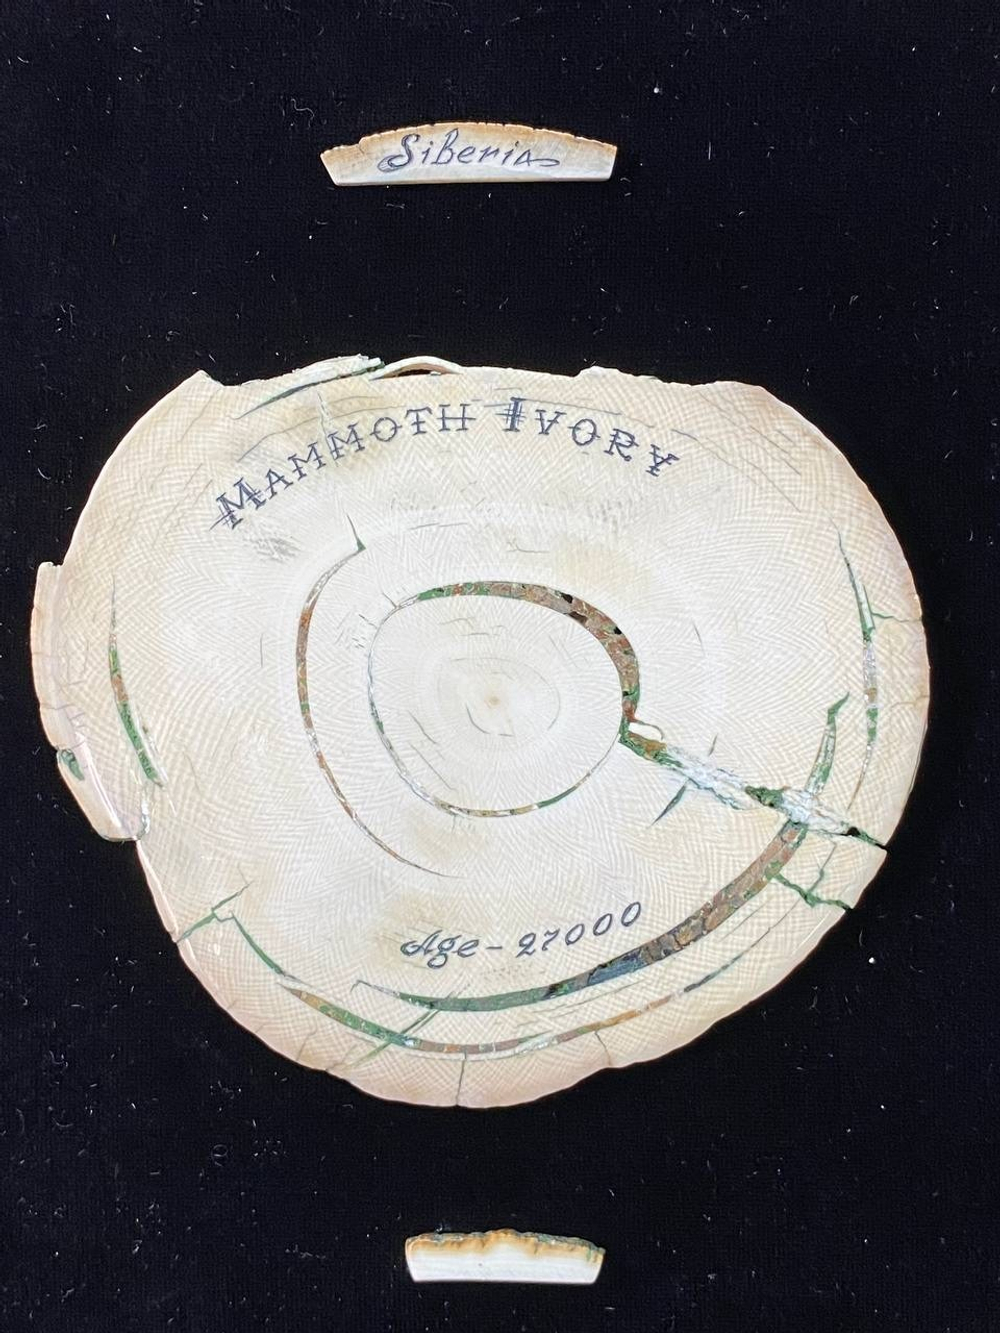 Siberia
MAMMOTH IVORY
Age - 27000